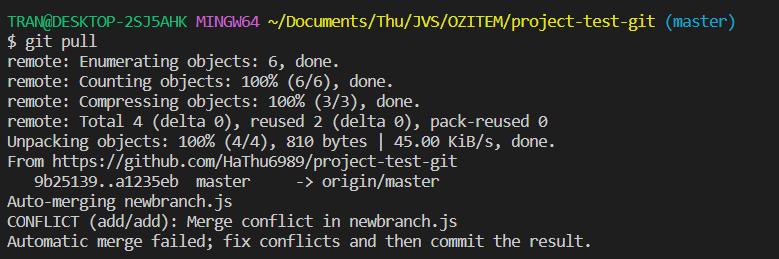 TRAN@DESKTOP-2SJ5AHK MINGW64 ~/Documents/Thu/JVS/OZITEM/project-test-git (master)
$ git pull
remote: Enumerating objects: 6, done.
remote: Counting objects: 100% (6/6), done.
remote: Compressing objects: 100% (3/3), done.
remote: Total 4 (delta 0), reused 2 (delta 0), pack-reused 0
Unpacking objects: 100% (4/4), 810 bytes | 45.00 KiB/s, done.
From https://github.com/HaThu6989/project-test-git
   9b25139..a1235eb  master     -> origin/master
Auto-merging newbranch.js
CONFLICT (add/add): Merge conflict in newbranch.js
Automatic merge failed; fix conflicts and then commit the result.